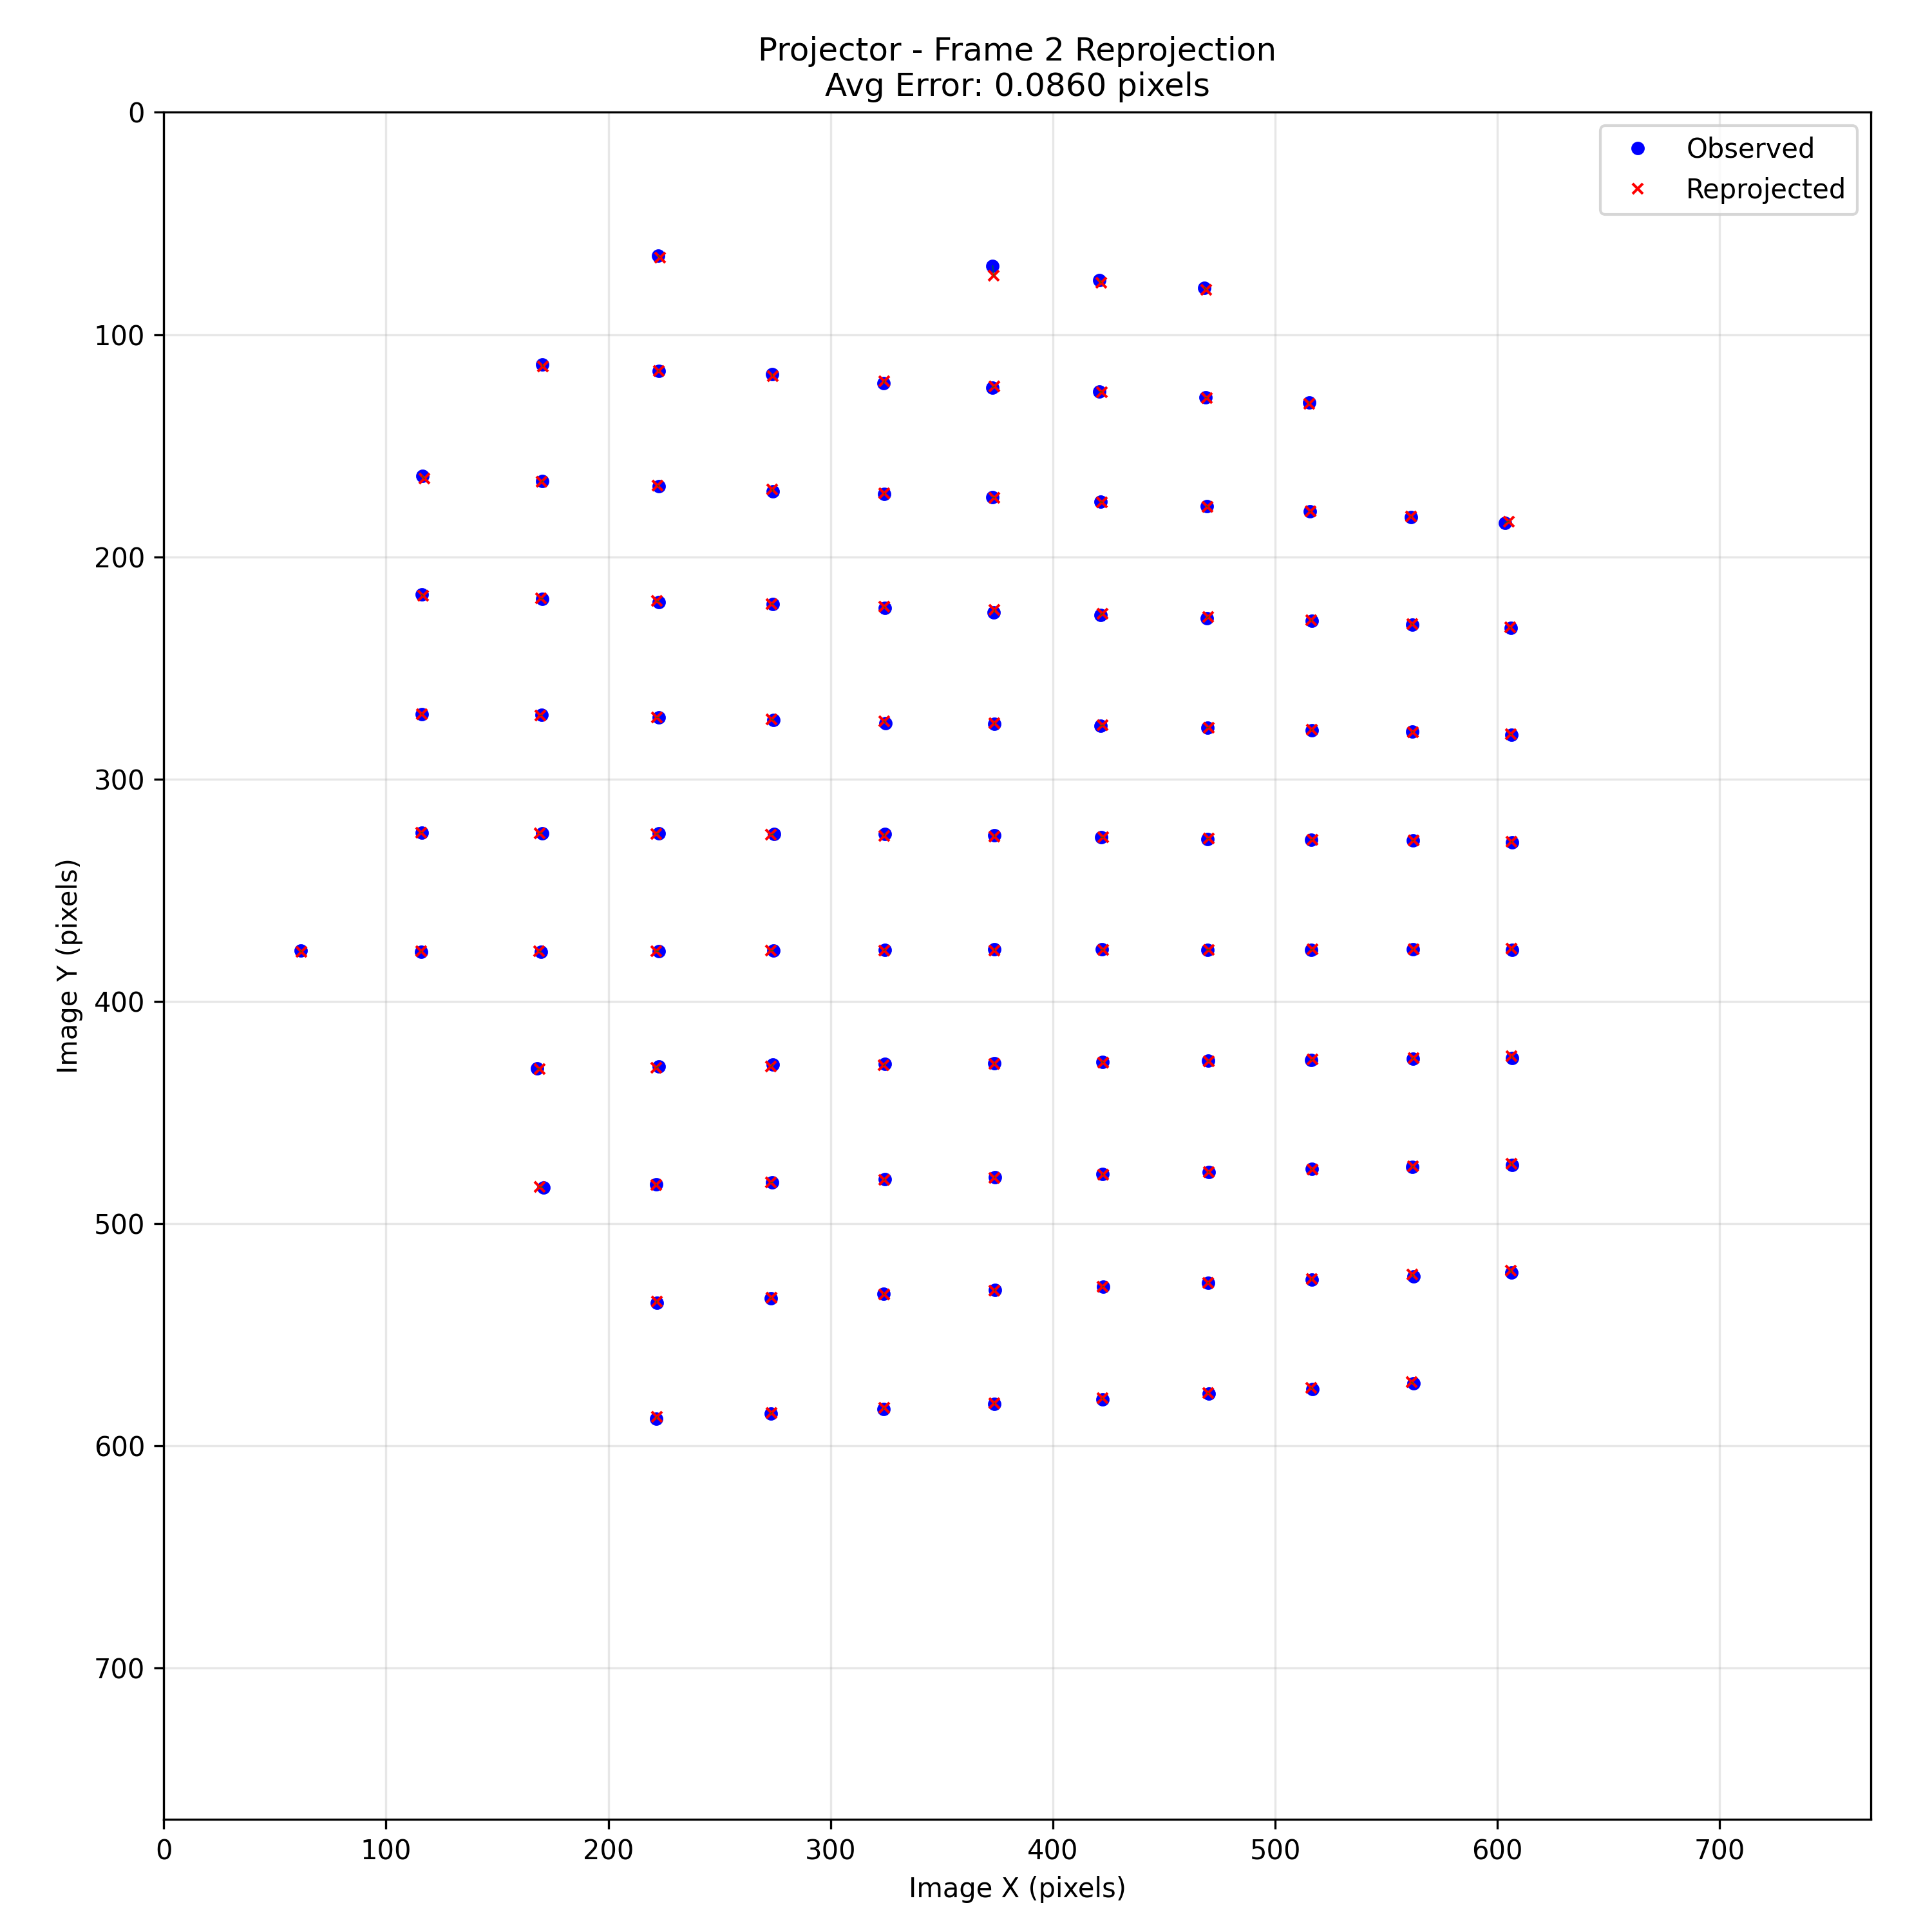 Projector - Frame 2 Reprojection
Avg Error: 0.0860 pixels
Observed
Reprojected
0
100
200
300
400
500
600
700
Image Y (pixels)
0 100 200 300 400 500 600 700
Image X (pixels)